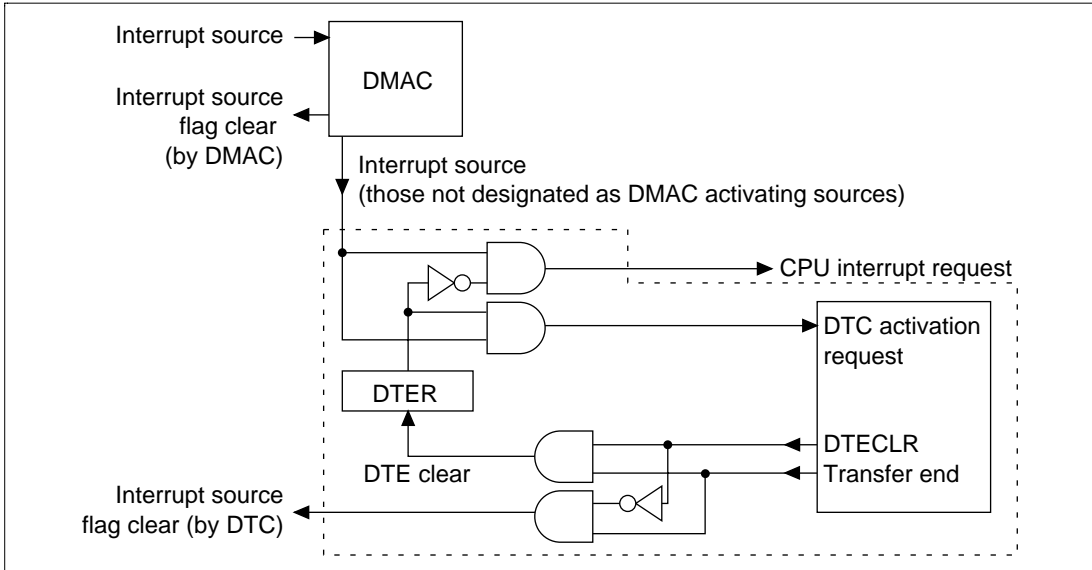 Interrupt source
DMAC
Interrupt source
flag clear
(by DMAC)
Interrupt source
(those not designated as DMAC activating sources)
CPU interrupt request
DTC activation
request
DTER
DTECLR
DTE clear
Transfer end
Interrupt source
flag clear (by DTC)